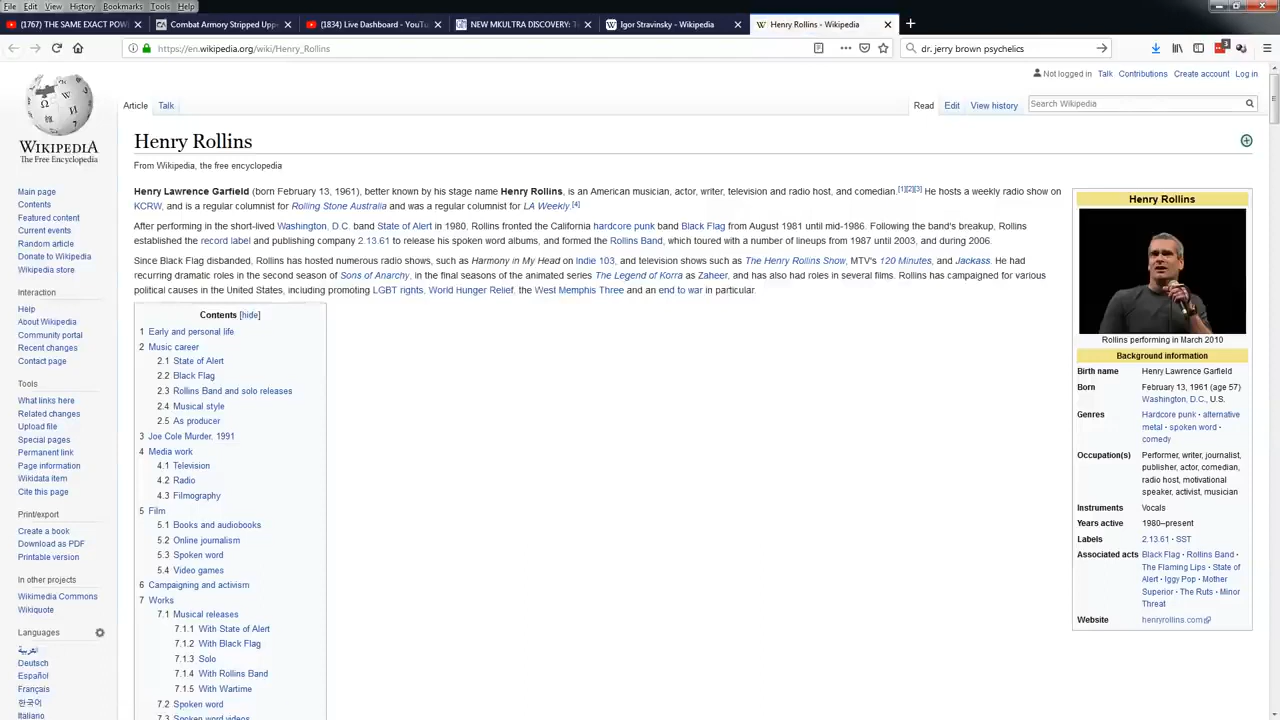 File Edit View History Bookmarks Tools Help
(1767) THE SAME EXACT POW
Combat Armory Stripped Uppe
(1834) Live Dashboard - YouTu
NEW MKULTRA DISCOVERY: T
Igor Stravinsky - Wikipedia
Henry Rollins - Wikipedia
https://en.wikipedia.org/wiki/Henry_Rollins
dr. jerry brown psychelics
3
Not logged in Talk Contributions Create account Log in
Article Talk
Read Edit View history
Search Wikipedia
WIKIPEDIA
The Free Encyclopedia
Main page
Contents
Featured content
Current events
Random article
Donate to Wikipedia
Wikipedia store
Interaction
Help
About Wikipedia
Community portal
Recent changes
Contact page
Tools
What links here
Related changes
Upload file
Special pages
Permanent link
Page information
Wikidata item
Cite this page
Print/export
Create a book
Download as PDF
Printable version
In other projects
Wikimedia Commons
Wikiquote
Languages
العربية
Deutsch
Español
Français
한국어
Italiano
Henry Rollins
From Wikipedia, the free encyclopedia
Henry Lawrence Garfield (born February 13, 1961), better known by his stage name Henry Rollins, is an American musician, actor, writer, television and radio host, and comedian.[1][2][3] He hosts a weekly radio show on
KCRW, and is a regular columnist for Rolling Stone Australia and was a regular columnist for LA Weekly.[4]
After performing in the short-lived Washington, D.C. band State of Alert in 1980, Rollins fronted the California hardcore punk band Black Flag from August 1981 until mid-1986. Following the band's breakup, Rollins
established the record label and publishing company 2.13.61 to release his spoken word albums, and formed the Rollins Band, which toured with a number of lineups from 1987 until 2003, and during 2006.
Since Black Flag disbanded, Rollins has hosted numerous radio shows, such as Harmony in My Head on Indie 103, and television shows such as The Henry Rollins Show, MTV's 120 Minutes, and Jackass. He had
recurring dramatic roles in the second season of Sons of Anarchy, in the final seasons of the animated series The Legend of Korra as Zaheer, and has also had roles in several films. Rollins has campaigned for various
political causes in the United States, including promoting LGBT rights, World Hunger Relief, the West Memphis Three and an end to war in particular.
Contents [hide]
1 Early and personal life
2 Music career
2.1 State of Alert
2.2 Black Flag
2.3 Rollins Band and solo releases
2.4 Musical style
2.5 As producer
3 Joe Cole Murder, 1991
4 Media work
4.1 Television
4.2 Radio
4.3 Filmography
5 Film
5.1 Books and audiobooks
5.2 Online journalism
5.3 Spoken word
5.4 Video games
6 Campaigning and activism
7 Works
7.1 Musical releases
7.1.1 With State of Alert
7.1.2 With Black Flag
7.1.3 Solo
7.1.4 With Rollins Band
7.1.5 With Wartime
7.2 Spoken word
7.3 Spoken word videos
Henry Rollins
Rollins performing in March 2010
Background information
Birth name Henry Lawrence Garfield
Born February 13, 1961 (age 57)
Washington, D.C., U.S.
Genres Hardcore punk · alternative
metal · spoken word ·
comedy
Occupation(s) Performer, writer, journalist,
publisher, actor, comedian,
radio host, motivational
speaker, activist, musician
Instruments Vocals
Years active 1980–present
Labels 2.13.61 · SST
Associated acts Black Flag · Rollins Band ·
The Flaming Lips · State of
Alert · Iggy Pop · Mother
Superior · The Ruts · Minor
Threat
Website henryrollins.com